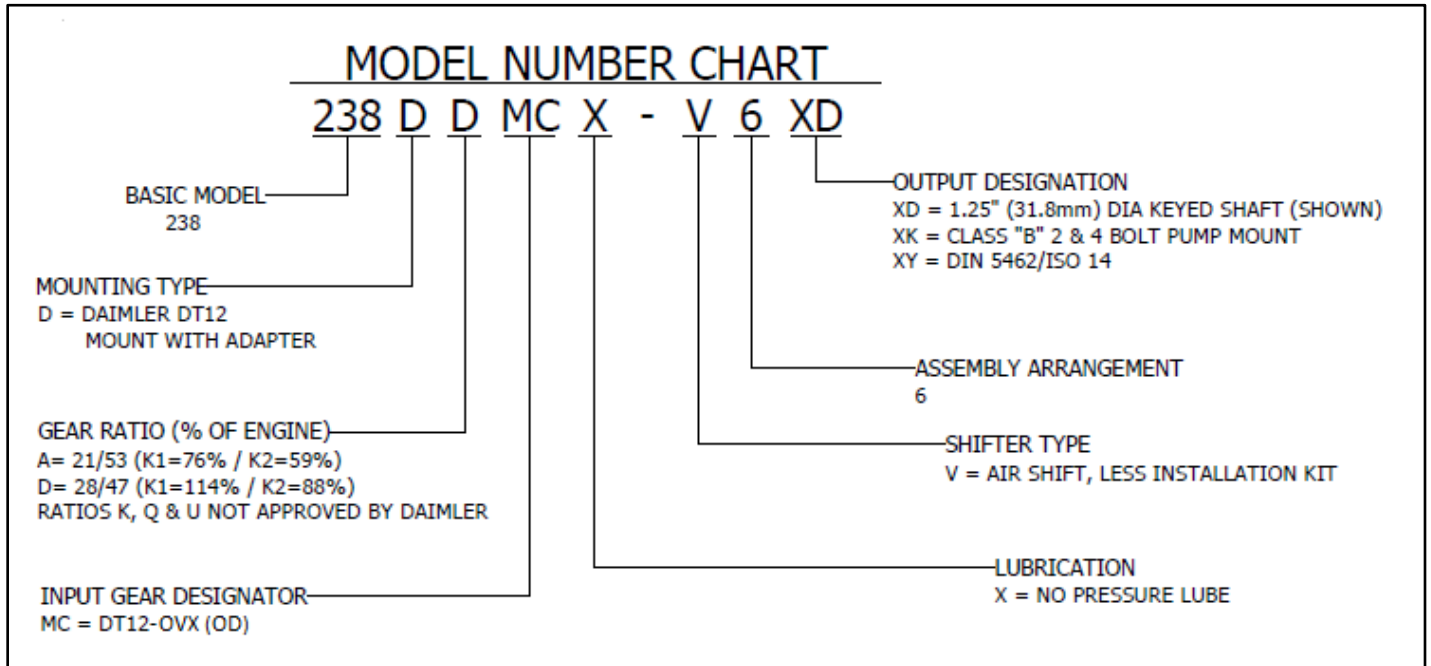 MODEL NUMBER CHART
238 D D MC X - V 6 XD
BASIC MODEL
238
MOUNTING TYPE
D = DAIMLER DT12
MOUNT WITH ADAPTER
GEAR RATIO (% OF ENGINE)
A= 21/53 (K1=76% / K2=59%)
D= 28/47 (K1=114% / K2=88%)
RATIOS K, Q & U NOT APPROVED BY DAIMLER
INPUT GEAR DESIGNATOR
MC = DT12-OVX (OD)
OUTPUT DESIGNATION
XD = 1.25" (31.8mm) DIA KEYED SHAFT (SHOWN)
XK = CLASS "B" 2 & 4 BOLT PUMP MOUNT
XY = DIN 5462/ISO 14
ASSEMBLY ARRANGEMENT
6
SHIFTER TYPE
V = AIR SHIFT, LESS INSTALLATION KIT
LUBRICATION
X = NO PRESSURE LUBE